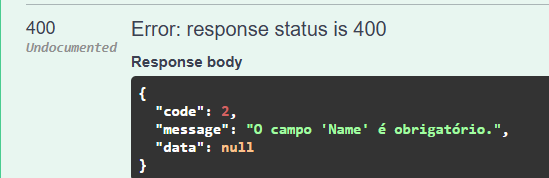 400 Error: response status is 400
Undocumented
Response body
{
"code": 2,
"message": "O campo 'Name' é obrigatório.",
"data": null
}